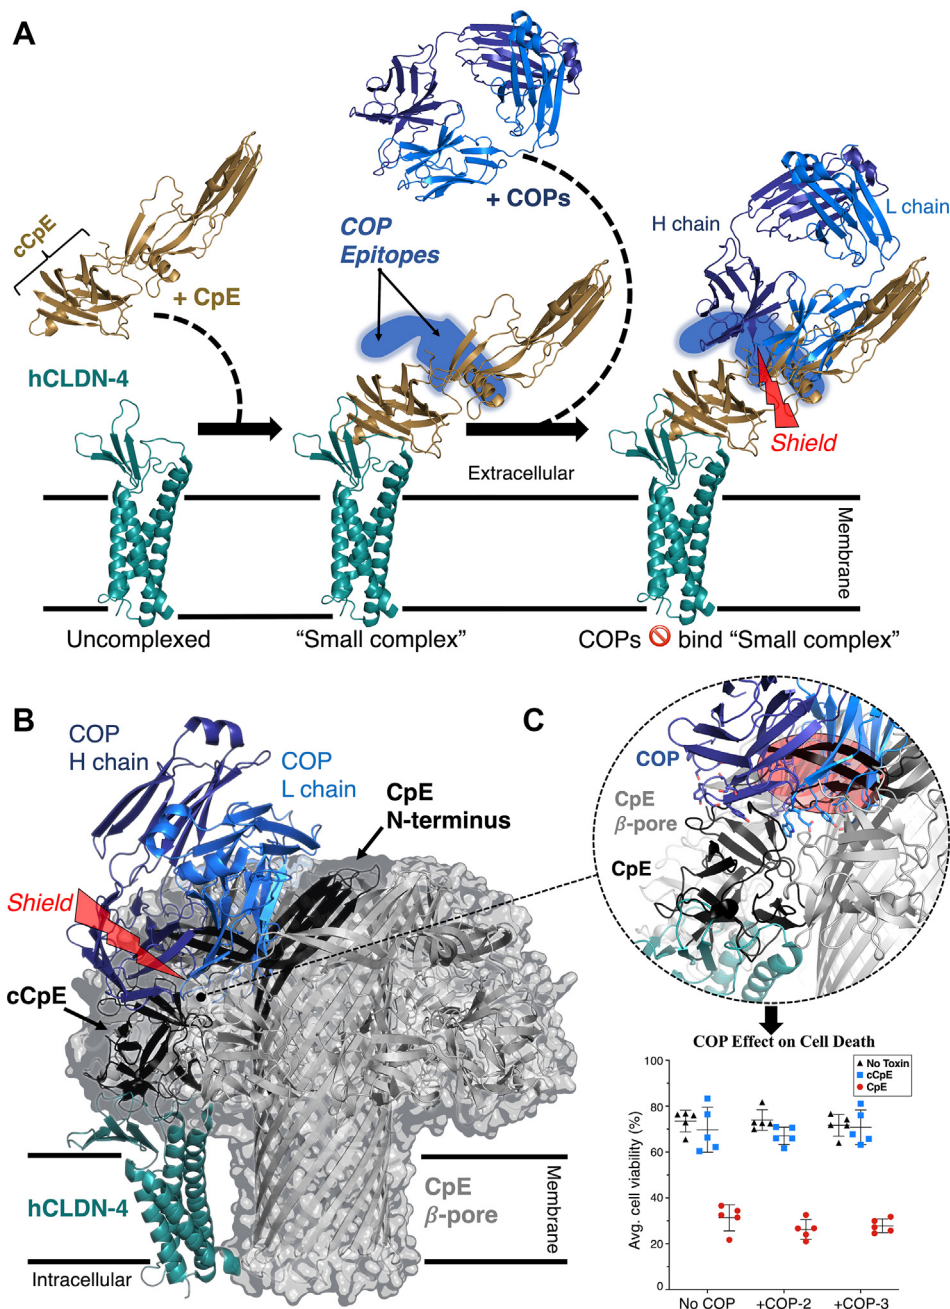 A
cCpE
+ CpE
hCLDN-4
COP
Epitopes
+ COPs
H chain
L chain
Shield
Extracellular
Membrane
Uncomplexed
“Small complex”
COPs bind “Small complex”
B
COP
H chain
COP
L chain
CpE
N-terminus
Shield
cCpE
hCLDN-4
CpE
β-pore
Membrane
Intracellular
C
COP
CpE
β-pore
CpE
COP Effect on Cell Death
No Toxin
cCpE
CpE
Avg. cell viability (%)
100
80
60
40
20
0
No COP
+COP-2
+COP-3